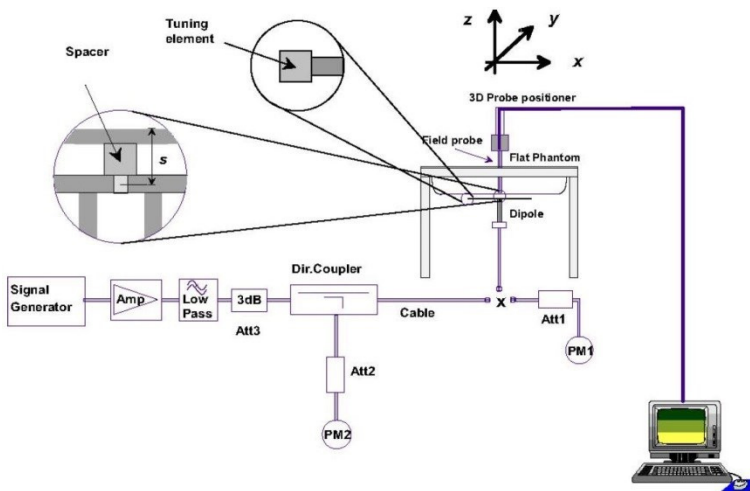 Tuning
element
Spacer
s
z
y
x
3D Probe positioner
Field probe
Flat Phantom
Dipole
Signal
Generator
Amp
Low
Pass
3dB
Att3
Dir.Coupler
Cable
X
Att1
PM1
Att2
PM2